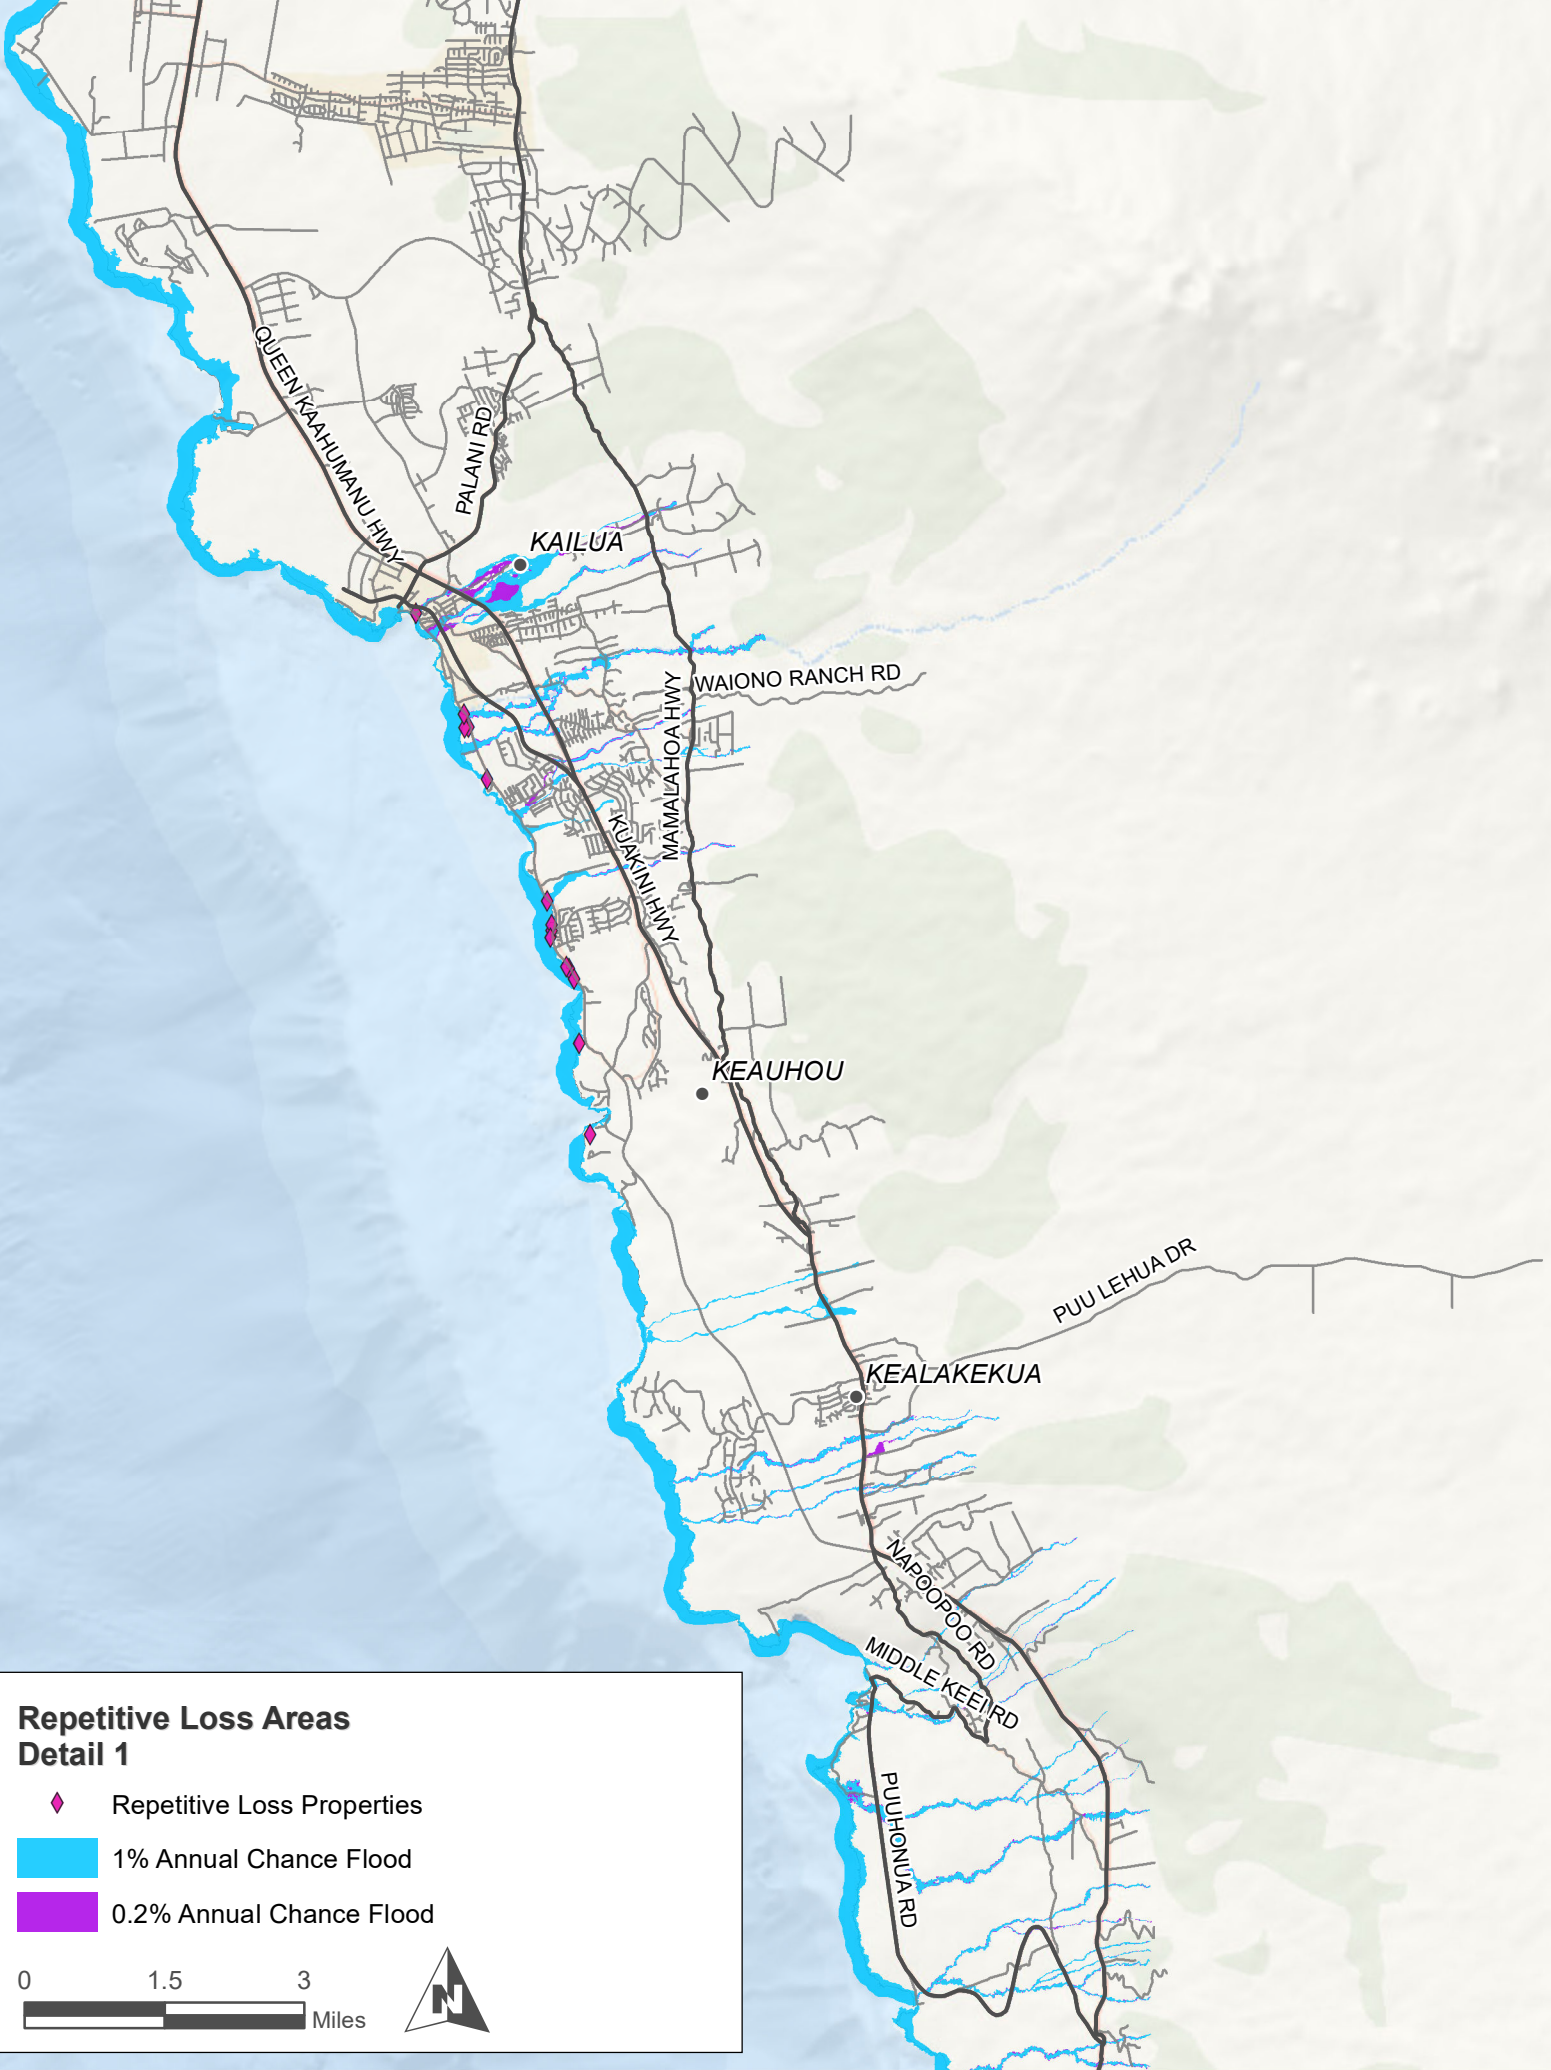 QUEEN KAAHUMANU HWY
PALANI RD
KAILUA
WAIONO RANCH RD
MAMALAHOA HWY
KUAKINI HWY
KEAUHOU
PUU LEHUA DR
KEALAKEKUA
NAPOOPOO RD
MIDDLE KEEI RD
PUUHONUA RD
Repetitive Loss Areas
Detail 1
Repetitive Loss Properties
1% Annual Chance Flood
0.2% Annual Chance Flood
0 1.5 3
Miles
N